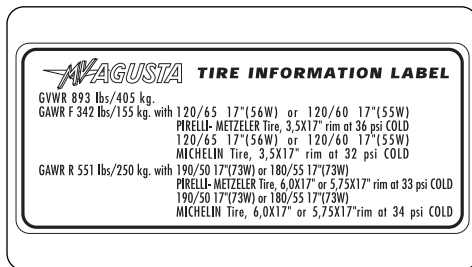 MV AGUSTA TIRE INFORMATION LABEL
GVWR 893 lbs/405 kg.
GAWR F 342 lbs/155 kg. with 120/65 17"(56W) or 120/60 17"(55W)
PIRELLI- METZELER Tire, 3,5X17" rim at 36 psi COLD
120/65 17"(56W) or 120/60 17"(55W)
MICHELIN Tire, 3,5X17" rim at 32 psi COLD
GAWR R 551 lbs/250 kg. with 190/50 17"(73W) or 180/55 17"(73W)
PIRELLI- METZELER Tire, 6,0X17" or 5,75X17" rim at 33 psi COLD
190/50 17"(73W) or 180/55 17"(73W)
MICHELIN Tire, 6,0X17" or 5,75X17"rim at 34 psi COLD